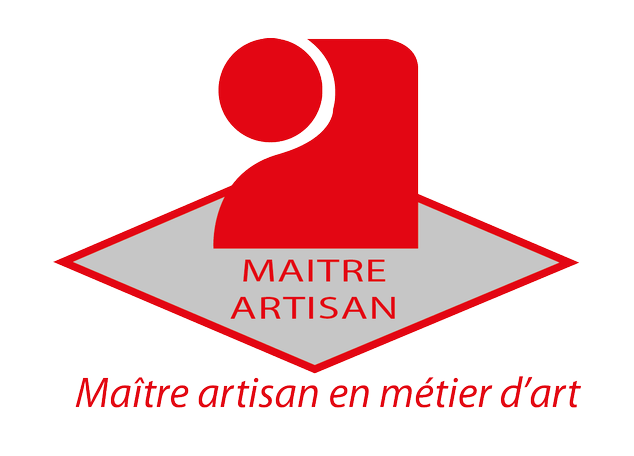 MAITRE
ARTISAN
Maître artisan en métier d’art